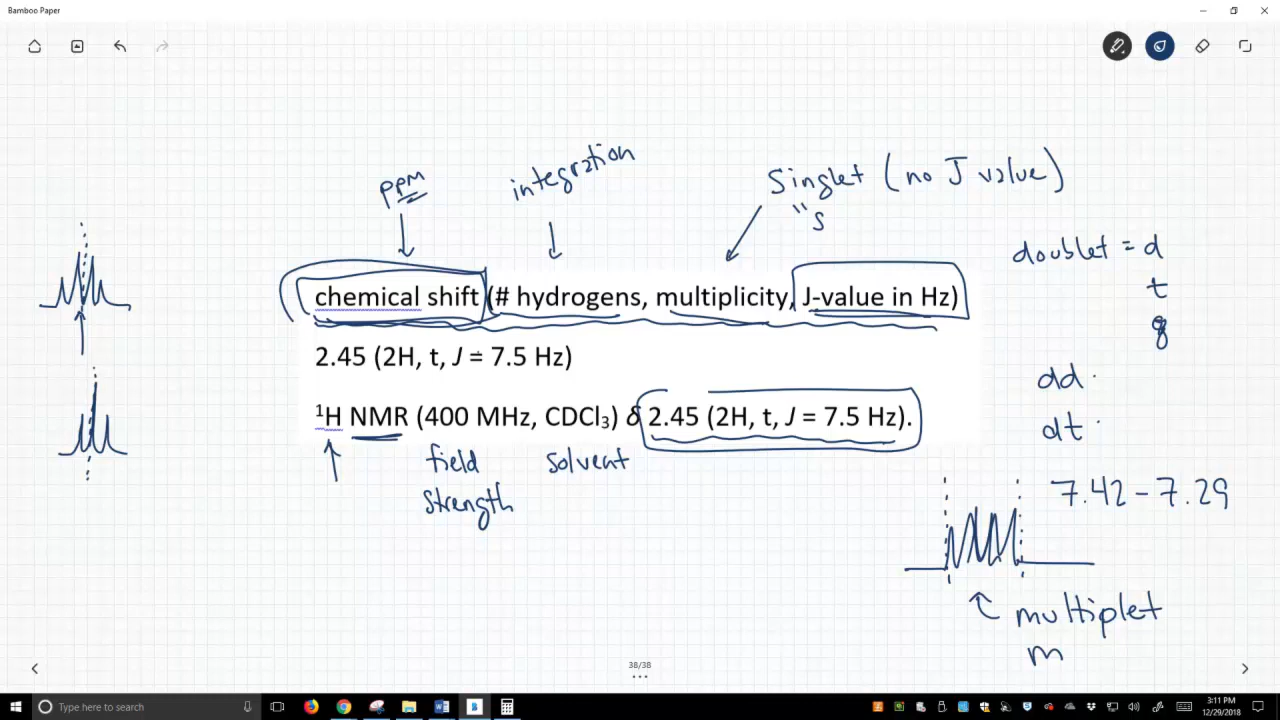 Bamboo Paper
ppm
integration
Singlet (no J value)
"s
doublet = d
t
q
chemical shift (# hydrogens, multiplicity, J-value in Hz)
2.45 (2H, t, J = 7.5 Hz)
dd
¹H NMR (400 MHz, CDCl₃) δ 2.45 (2H, t, J = 7.5 Hz).
dt
field
strength
solvent
7.42 - 7.29
multiplet
m
38/38
Type here to search
3:11 PM
12/29/2018